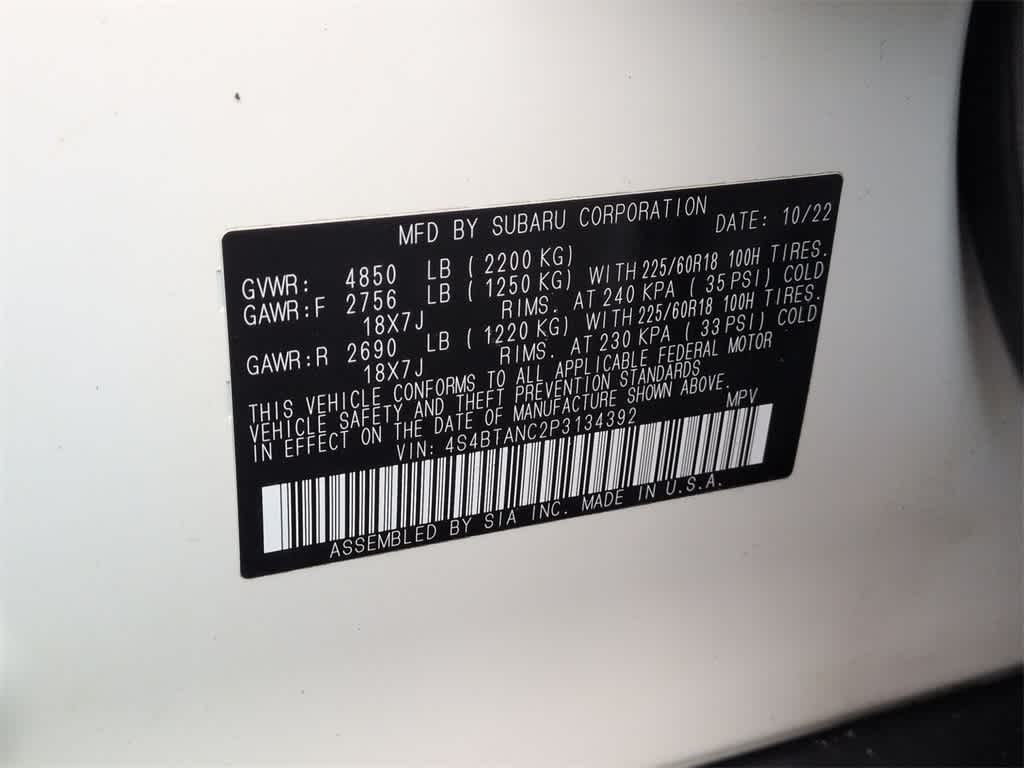 MFD BY SUBARU CORPORATION DATE: 10/22
GVWR: 4850 LB ( 2200 KG)
GAWR:F 2756 LB ( 1250 KG) WITH 225/60R18 100H TIRES.
18X7J RIMS. AT 240 KPA ( 35 PSI) COLD
GAWR:R 2690 LB ( 1220 KG) WITH 225/60R18 100H TIRES.
18X7J RIMS. AT 230 KPA ( 33 PSI) COLD
THIS VEHICLE CONFORMS TO ALL APPLICABLE FEDERAL MOTOR
VEHICLE SAFETY AND THEFT PREVENTION STANDARDS
IN EFFECT ON THE DATE OF MANUFACTURE SHOWN ABOVE.
VIN: 4S4BTANC2P3134392 MPV
ASSEMBLED BY SIA INC. MADE IN U.S.A.